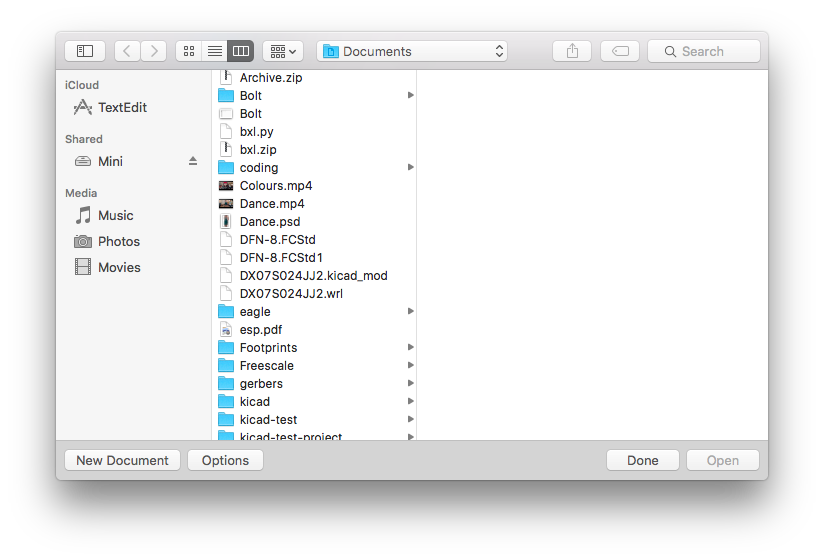 Documents
Search
iCloud
TextEdit
Shared
Mini
Media
Music
Photos
Movies
Archive.zip
Bolt
Bolt
bxl.py
bxl.zip
coding
Colours.mp4
Dance.mp4
Dance.psd
DFN-8.FCStd
DFN-8.FCStd1
DX07S024JJ2.kicad_mod
DX07S024JJ2.wrl
eagle
esp.pdf
Footprints
Freescale
gerbers
kicad
kicad-test
kicad-test-project
New Document
Options
Done
Open